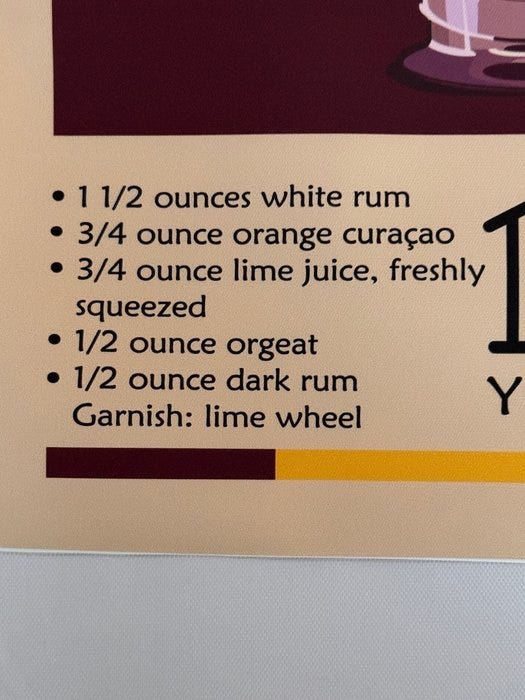 • 1 1/2 ounces white rum
• 3/4 ounce orange curaçao
• 3/4 ounce lime juice, freshly
squeezed
• 1/2 ounce orgeat
• 1/2 ounce dark rum
Garnish: lime wheel
Y